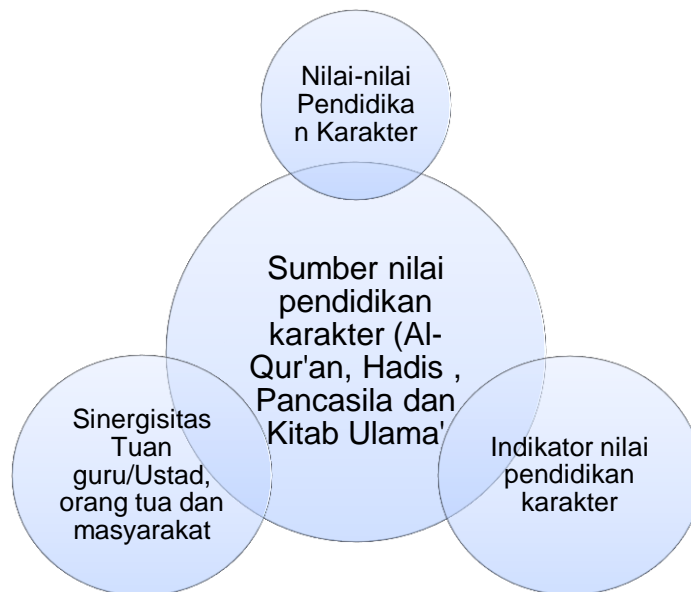 Nilai-nilai
Pendidika
n Karakter
Sumber nilai
pendidikan
karakter (Al-
Qur'an, Hadis ,
Pancasila dan
Kitab Ulama'
Sinergisitas
Tuan
guru/Ustad,
orang tua dan
masyarakat
Indikator nilai
pendidikan
karakter